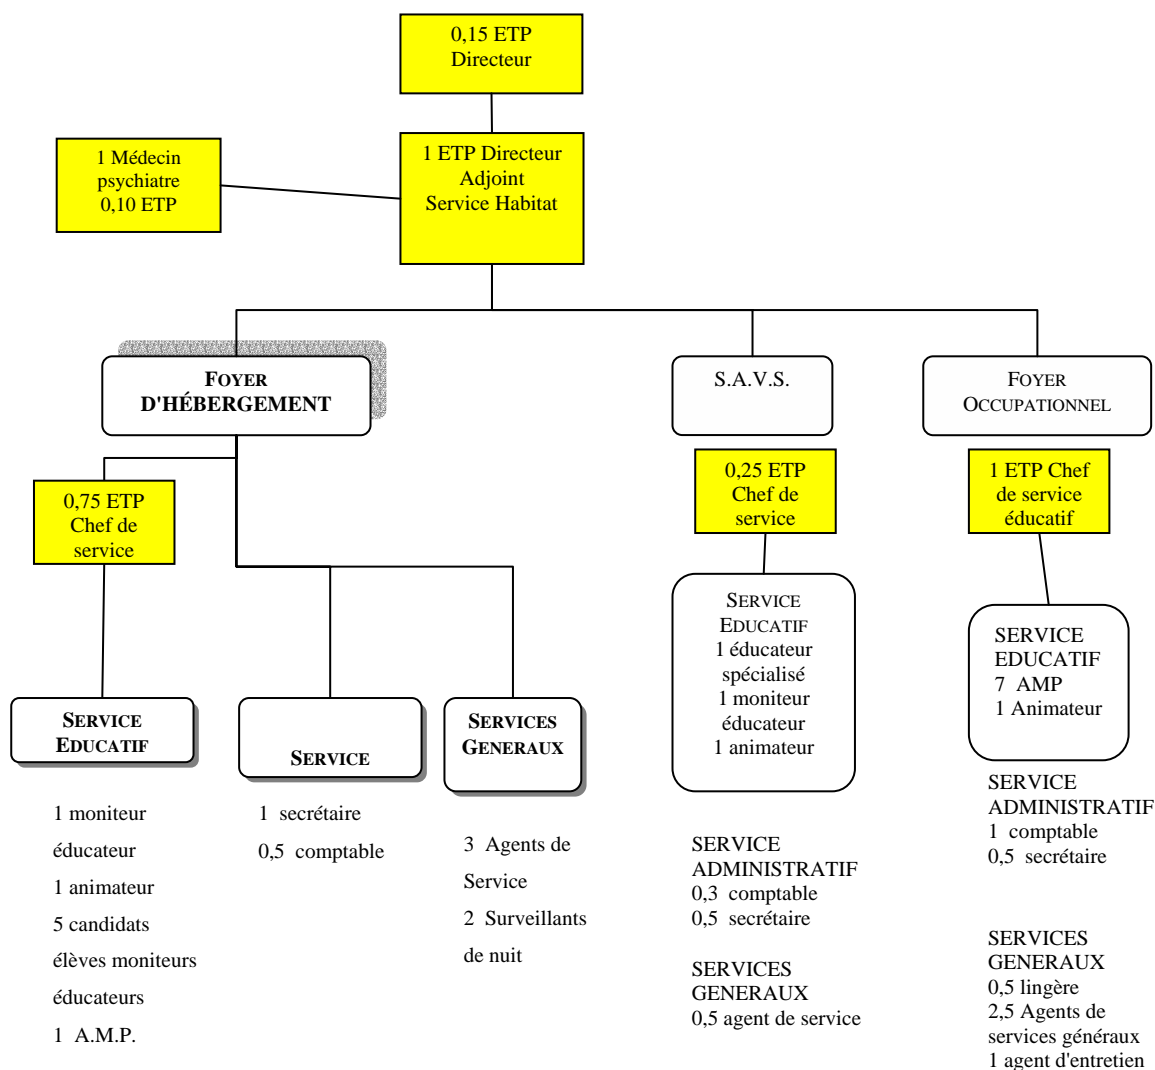 0,15 ETP
Directeur
1 Médecin
psychiatre
0,10 ETP
1 ETP Directeur
Adjoint
Service Habitat
FOYER
D'HÉBERGEMENT
S.A.V.S.
FOYER
OCCUPATIONNEL
0,75 ETP
Chef de
service
0,25 ETP
Chef de
service
1 ETP Chef
de service
éducatif
SERVICE
EDUCATIF
1 moniteur
éducateur
1 animateur
5 candidats
élèves moniteurs
éducateurs
1 A.M.P.
SERVICE
1 secrétaire
0,5 comptable
SERVICES
GENERAUX
3 Agents de
Service
2 Surveillants
de nuit
SERVICE
EDUCATIF
1 éducateur
spécialisé
1 moniteur
éducateur
1 animateur
SERVICE
ADMINISTRATIF
0,3 comptable
0,5 secrétaire
SERVICES
GENERAUX
0,5 agent de service
SERVICE
EDUCATIF
7 AMP
1 Animateur
SERVICE
ADMINISTRATIF
1 comptable
0,5 secrétaire
SERVICES
GENERAUX
0,5 lingère
2,5 Agents de
services généraux
1 agent d'entretien